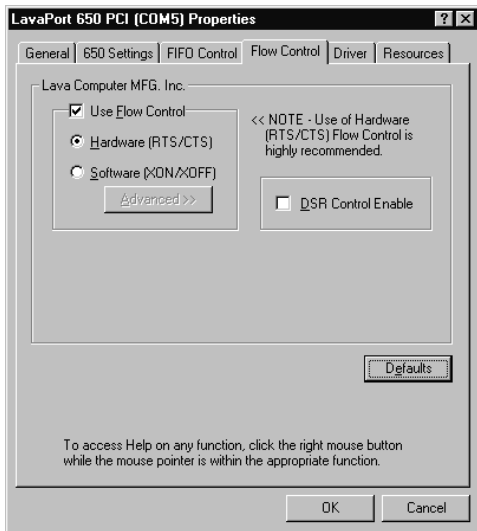 LavaPort 650 PCI (COM5) Properties
General 650 Settings FIFO Control Flow Control Driver Resources
Lava Computer MFG. Inc.
Use Flow Control
Hardware (RTS/CTS)
Software (XON/XOFF)
Advanced >>
<< NOTE - Use of Hardware
(RTS/CTS) Flow Control is
highly recommended.
DSR Control Enable
Defaults
To access Help on any function, click the right mouse button
while the mouse pointer is within the appropriate function.
OK Cancel